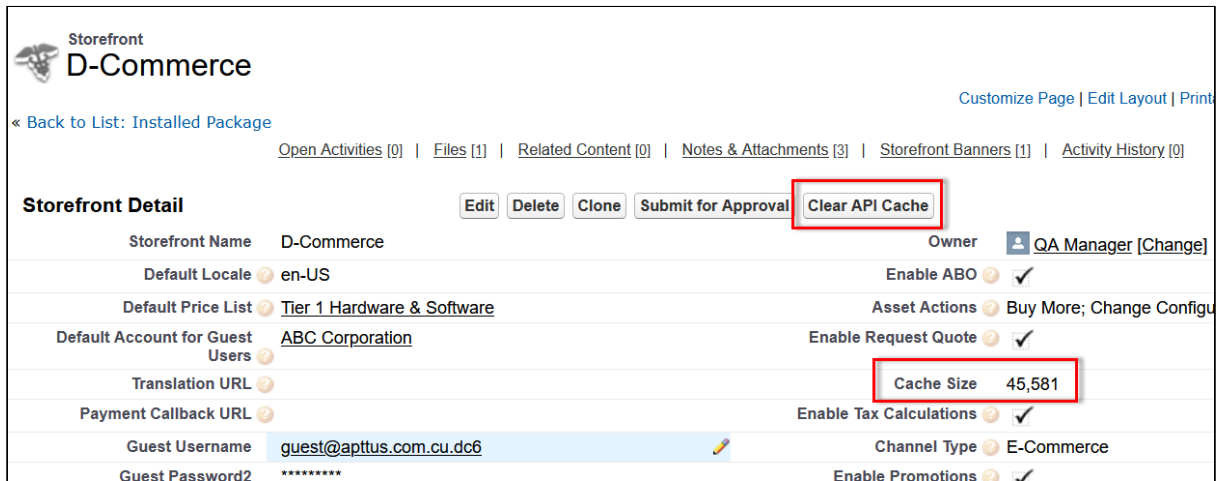 Storefront
D-Commerce
Customize Page | Edit Layout | Printa
« Back to List: Installed Package
Open Activities [0] | Files [1] | Related Content [0] | Notes & Attachments [3] | Storefront Banners [1] | Activity History [0]
Storefront Detail Edit Delete Clone Submit for Approval Clear API Cache
Storefront Name D-Commerce Owner QA Manager [Change]
Default Locale ? en-US Enable ABO ? ✓
Default Price List ? Tier 1 Hardware & Software Asset Actions ? Buy More; Change Configu
Default Account for Guest ABC Corporation Enable Request Quote ? ✓
Users ?
Translation URL ? Cache Size 45,581
Payment Callback URL ? Enable Tax Calculations ? ✓
Guest Username guest@apttus.com.cu.dc6 Channel Type ? E-Commerce
Guest Password2 ********* Enable Promotions ? ✓